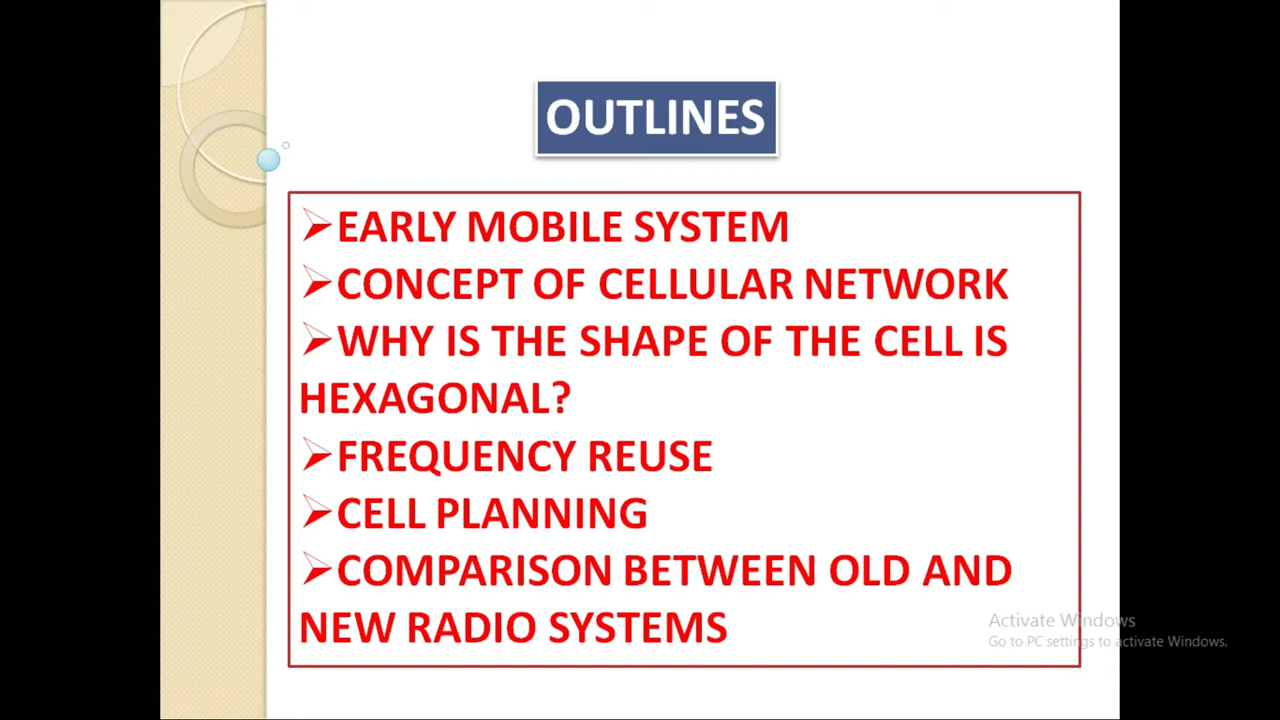 OUTLINES
➢EARLY MOBILE SYSTEM
➢CONCEPT OF CELLULAR NETWORK
➢WHY IS THE SHAPE OF THE CELL IS
HEXAGONAL?
➢FREQUENCY REUSE
➢CELL PLANNING
➢COMPARISON BETWEEN OLD AND
NEW RADIO SYSTEMS
Activate Windows
Go to PC settings to activate Windows.